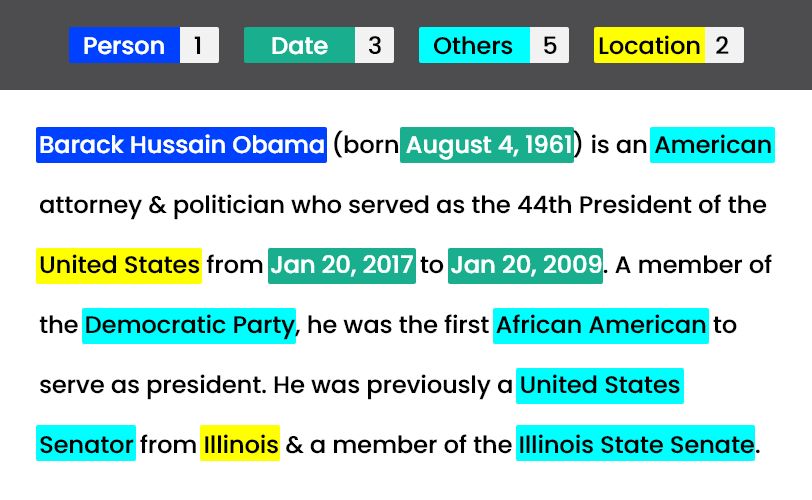 Person 1 Date 3 Others 5 Location 2
Barack Hussain Obama (born August 4, 1961) is an American
attorney & politician who served as the 44th President of the
United States from Jan 20, 2017 to Jan 20, 2009. A member of
the Democratic Party, he was the first African American to
serve as president. He was previously a United States
Senator from Illinois & a member of the Illinois State Senate.